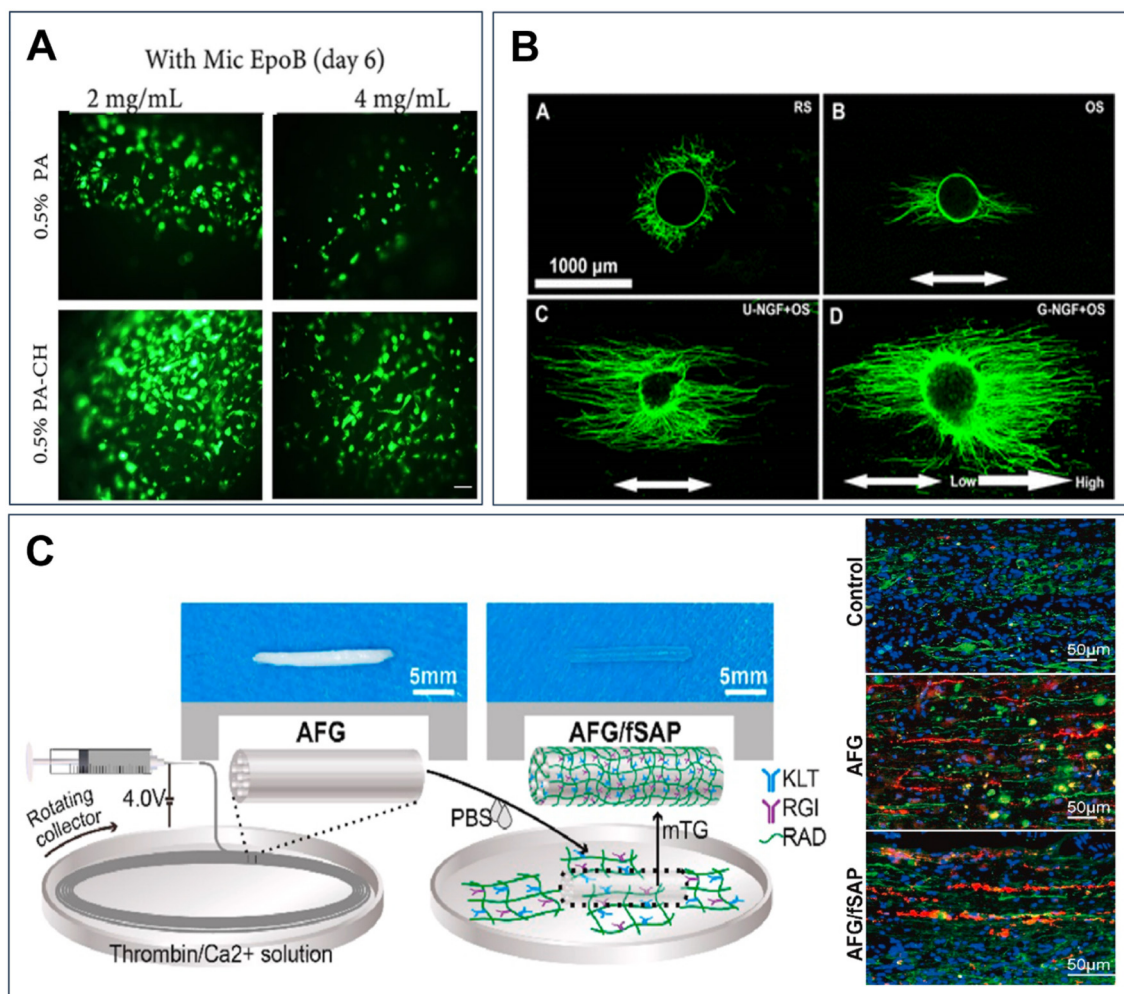 A
With Mic EpoB (day 6)
2 mg/mL
4 mg/mL
0.5% PA
0.5% PA-CH
B
A
RS
1000 µm
B
OS
C
U-NGF+OS
D
G-NGF+OS
Low
High
C
5mm
5mm
AFG
AFG/fSAP
4.0V
Rotating
collector
PBS
mTG
KLT
RGI
RAD
Thrombin/Ca2+ solution
Control
50µm
AFG
50µm
AFG/fSAP
50µm